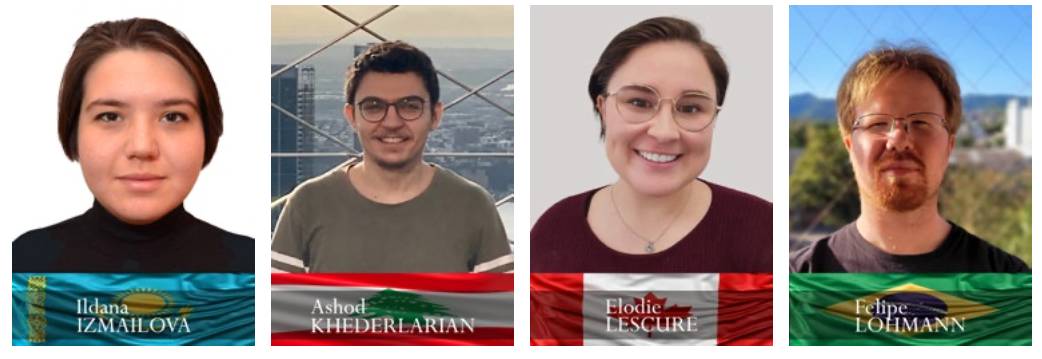 Ildana
IZMAILOVA
Ashod
KHEDERLARIAN
Elodie
LESCURE
Felipe
LOHMANN